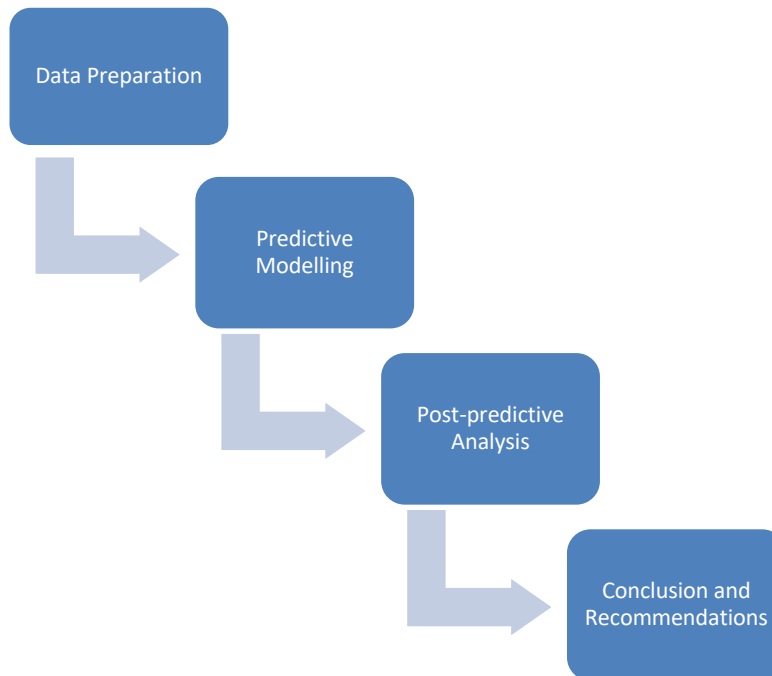 Data Preparation
Predictive
Modelling
Post-predictive
Analysis
Conclusion and
Recommendations